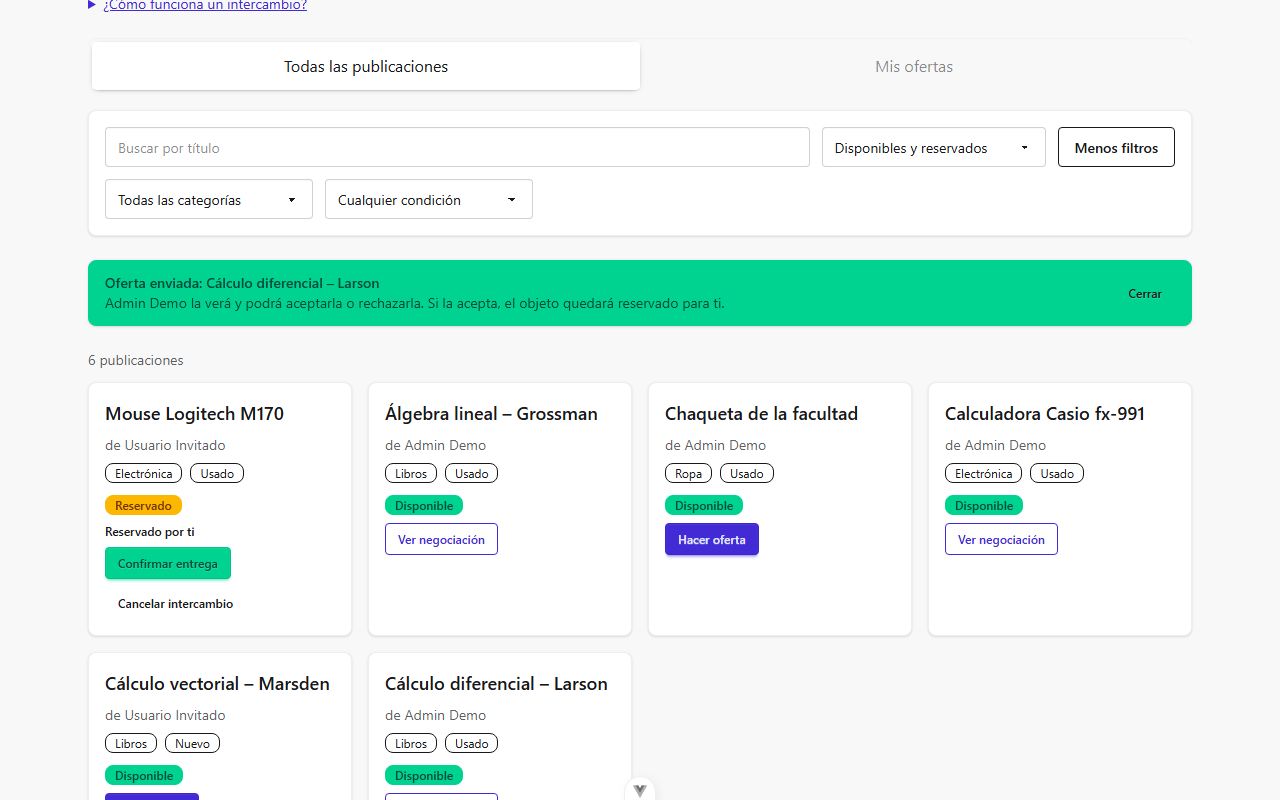 ¿Cómo funciona un intercambio?
Todas las publicaciones
Mis ofertas
Buscar por título
Disponibles y reservados
Menos filtros
Todas las categorías
Cualquier condición
Oferta enviada: Cálculo diferencial – Larson
Admin Demo la verá y podrá aceptarla o rechazarla. Si la acepta, el objeto quedará reservado para ti.
Cerrar
6 publicaciones
Mouse Logitech M170
de Usuario Invitado
Electrónica
Usado
Reservado
Reservado por ti
Confirmar entrega
Cancelar intercambio
Álgebra lineal – Grossman
de Admin Demo
Libros
Usado
Disponible
Ver negociación
Chaqueta de la facultad
de Admin Demo
Ropa
Usado
Disponible
Hacer oferta
Calculadora Casio fx-991
de Admin Demo
Electrónica
Usado
Disponible
Ver negociación
Cálculo vectorial – Marsden
de Usuario Invitado
Libros
Nuevo
Disponible
Cálculo diferencial – Larson
de Admin Demo
Libros
Usado
Disponible